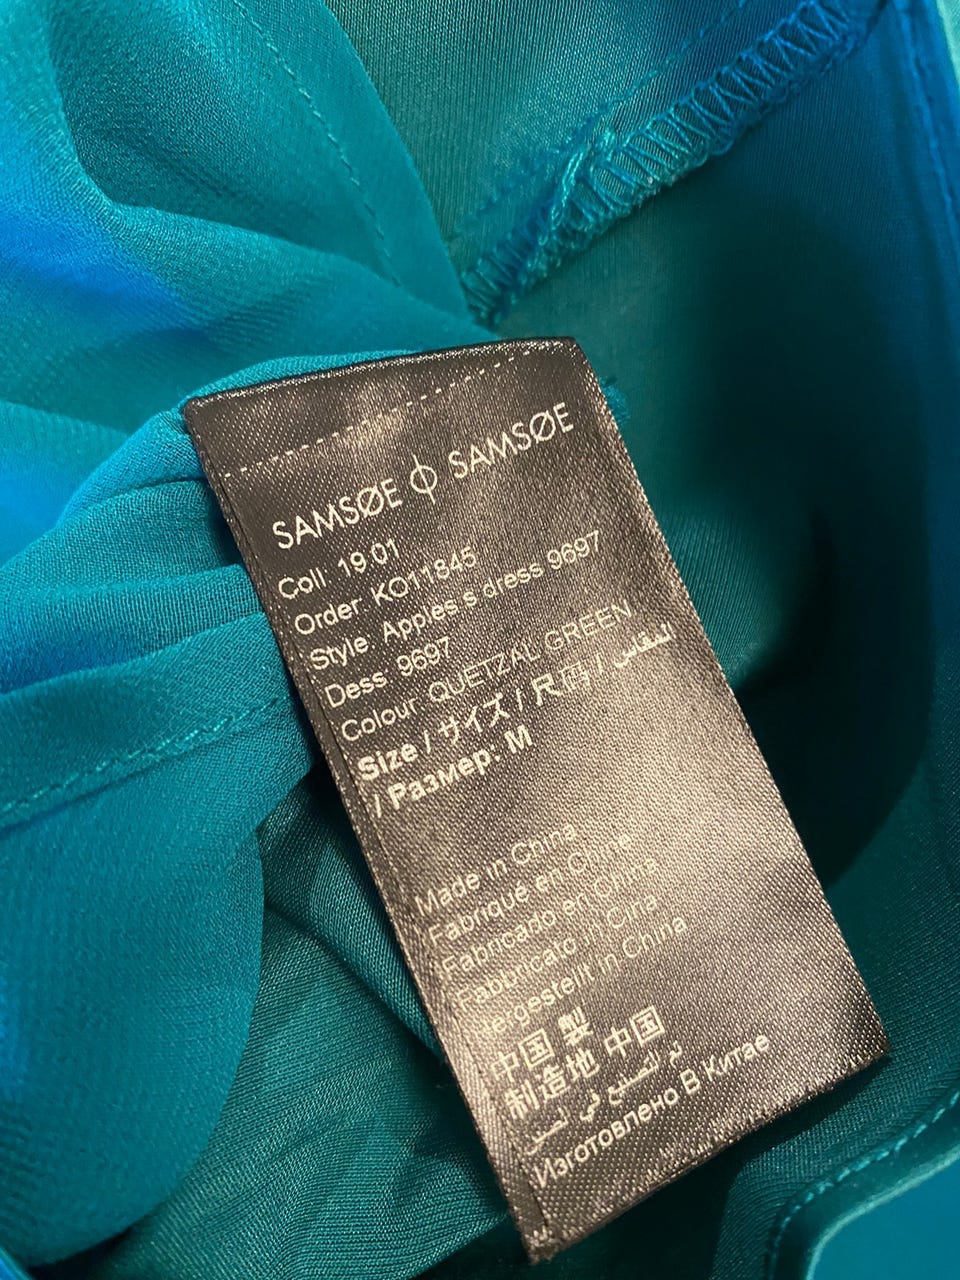 SAMSØE ϕ SAMSØE
Coll 19 01
Order KO11845
Style Apples s dress 9697
Dess 9697
Colour QUETZAL GREEN
Size / サイズ / 尺码 / المقاس
/ Размер: M
Made in China
Fabriqué en Chine
Fabricado en China
Fabbricato in Cina
Hergestellt in China
中国 製
制造地 中国
تم التصنيع في الصين
Изготовлено В Китае